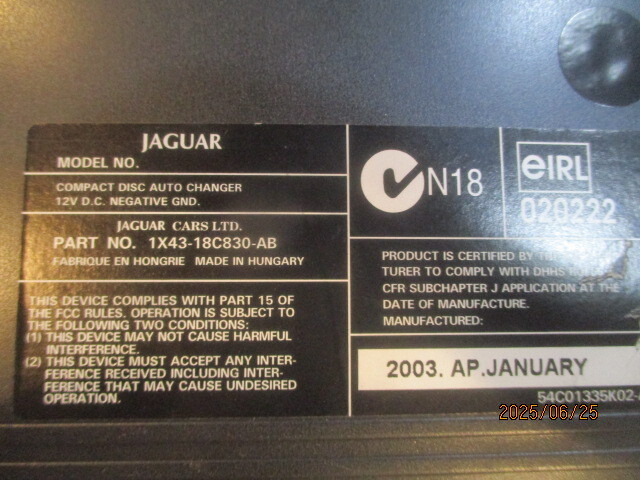 JAGUAR
MODEL NO.
COMPACT DISC AUTO CHANGER
12V D.C. NEGATIVE GND.
JAGUAR CARS LTD.
PART NO. 1X43-18C830-AB
FABRIQUE EN HONGRIE MADE IN HUNGARY
THIS DEVICE COMPLIES WITH PART 15 OF
THE FCC RULES. OPERATION IS SUBJECT TO
THE FOLLOWING TWO CONDITIONS:
(1) THIS DEVICE MAY NOT CAUSE HARMFUL
INTERFERENCE.
(2) THIS DEVICE MUST ACCEPT ANY INTER-
FERENCE RECEIVED INCLUDING INTER-
FERENCE THAT MAY CAUSE UNDESIRED
OPERATION.
N18
eIRL
020222
PRODUCT IS CERTIFIED BY
TURER TO COMPLY WITH DHHS
CFR SUBCHAPTER J APPLICATION AT THE
DATE OF MANUFACTURE.
MANUFACTURED:
2003. AP.JANUARY
54C01335K02-
2025/06/25